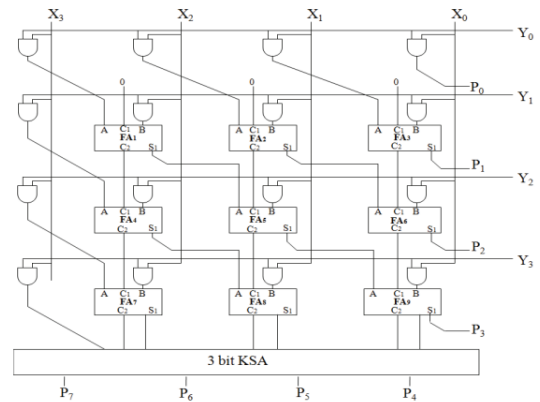 X3 X2 X1 X0
Y0
0 0 0 P0
Y1
A C1 B A C1 B A C1 B
FA1 FA2 FA3
C2 S1 C2 S1 C2 S1
P1
Y2
A C1 B A C1 B A C1 B
FA4 FA5 FA6
C2 S1 C2 S1 C2 S1
P2
Y3
A C1 B A C1 B A C1 B
FA7 FA8 FA9
C2 S1 C2 S1 C2 S1
P3
3 bit KSA
P7 P6 P5 P4